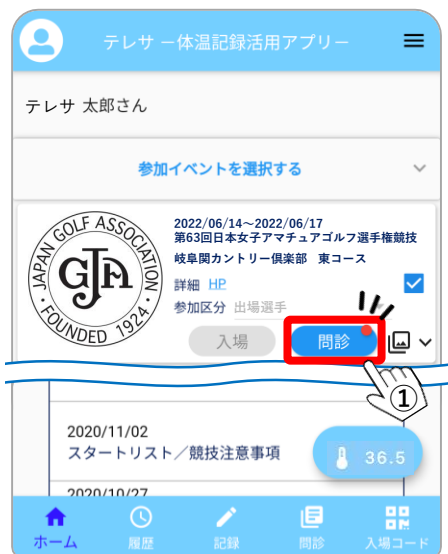 テレサ －体温記録活用アプリ－
テレサ 太郎さん
参加イベントを選択する
JAPAN GOLF ASSOCIATION
GJA
FOUNDED 1924
2022/06/14～2022/06/17
第63回日本女子アマチュアゴルフ選手権競技
岐阜関カントリー倶楽部 東コース
詳細 HP
参加区分 出場選手
入場 問診
①
2020/11/02
スタートリスト／競技注意事項
36.5
2020/10/27
ホーム 履歴 記録 問診 入場コード